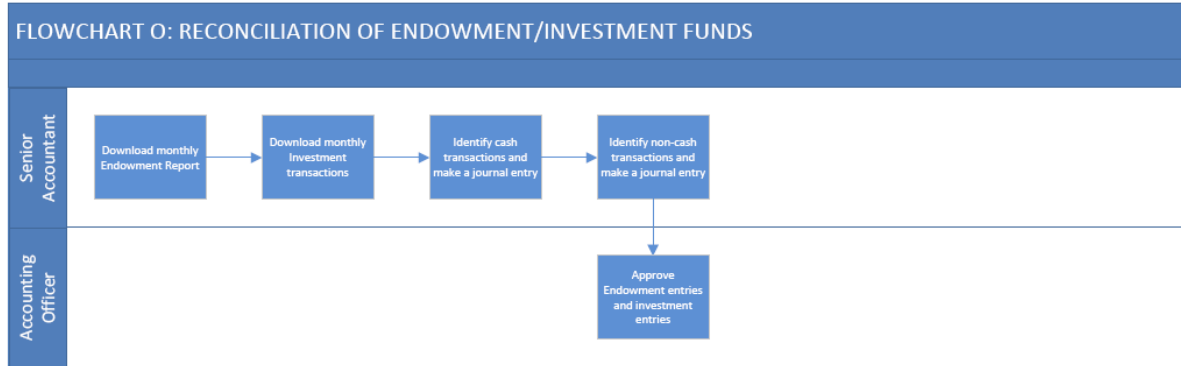 FLOWCHART O: RECONCILIATION OF ENDOWMENT/INVESTMENT FUNDS
Senior
Accountant
Download monthly
Endowment Report
Download monthly
Investment
transactions
Identify cash
transactions and
make a journal entry
Identify non-cash
transactions and
make a journal entry
Accounting
Officer
Approve
Endowment entries
and investment
entries